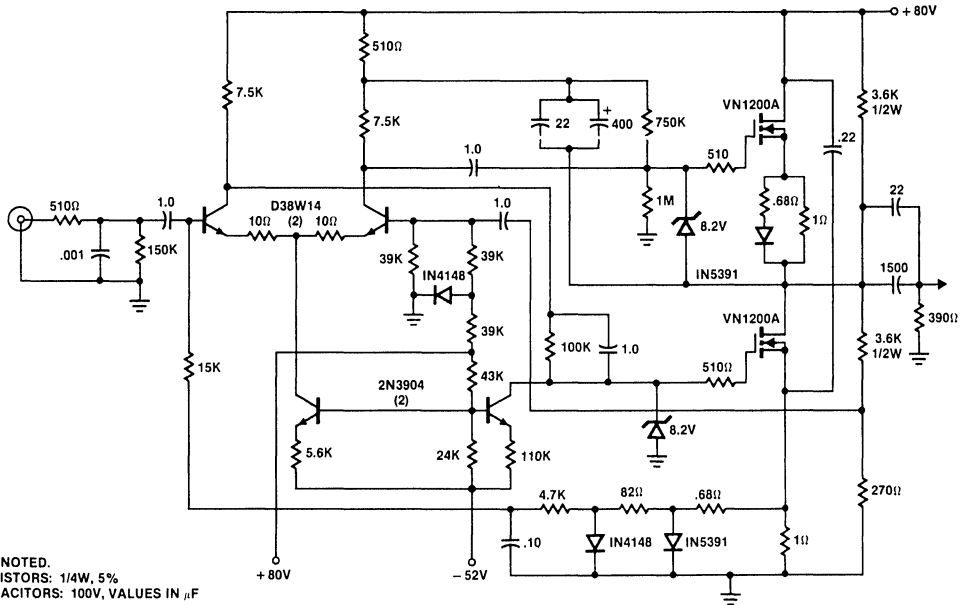 +80V
510Ω
7.5K
7.5K
3.6K
1/2W
VN1200A
22
+
400
750K
.22
1.0
510
510Ω
1.0
D38W14
(2)
1.0
1M
.68Ω
1Ω
22
10Ω
10Ω
8.2V
.001
150K
39K
39K
IN4148
IN5391
1500
VN1200A
390Ω
39K
100K
1.0
3.6K
1/2W
15K
43K
510Ω
2N3904
(2)
8.2V
5.6K
24K
110K
270Ω
4.7K
82Ω
.68Ω
.10
IN4148
IN5391
1Ω
NOTED.
+80V
−52V
ISTORS: 1/4W, 5%
ACITORS: 100V, VALUES IN μF